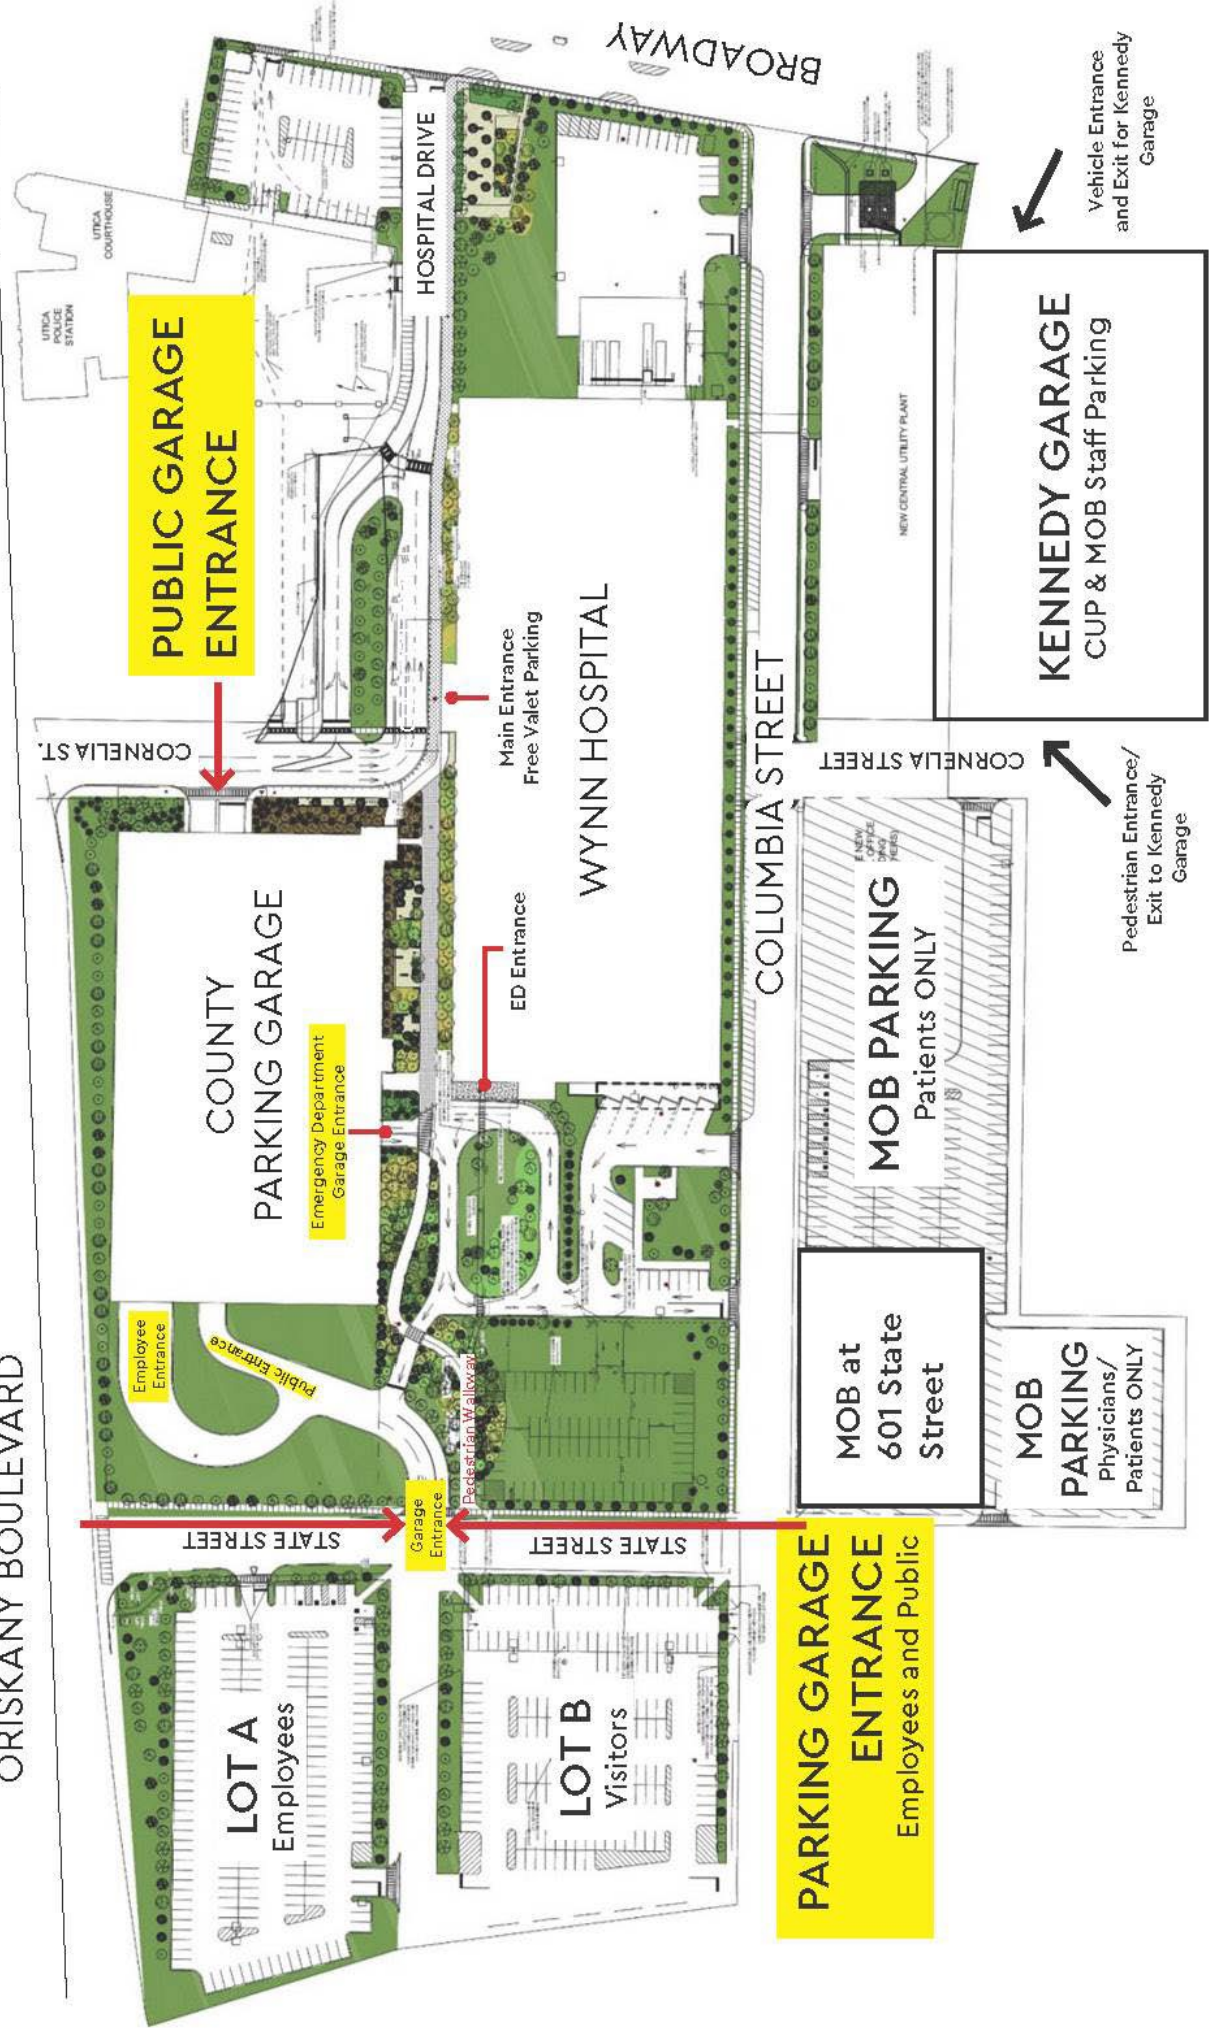 ORISKANY BOULEVARD
UTICA
POLICE
STATION
UTICA
COURTHOUSE
PUBLIC GARAGE
ENTRANCE
CORNELIA ST.
HOSPITAL DRIVE
BROADWAY
COUNTY
PARKING GARAGE
Emergency Department
Garage Entrance
Employee
Entrance
Public Entrance
STATE STREET
Garage
Entrance
Pedestrian Walkway
STATE STREET
LOT A
Employees
LOT B
Visitors
ED Entrance
Main Entrance
Free Valet Parking
WYNN HOSPITAL
COLUMBIA STREET
PARKING GARAGE
ENTRANCE
Employees and Public
MOB at
601 State
Street
MOB
PARKING
Physicians/
Patients ONLY
MOB PARKING
Patients ONLY
CORNELIA STREET
NEW CENTRAL UTILITY PLANT
KENNEDY GARAGE
CUP & MOB Staff Parking
Pedestrian Entrance/
Exit to Kennedy
Garage
Vehicle Entrance
and Exit for Kennedy
Garage